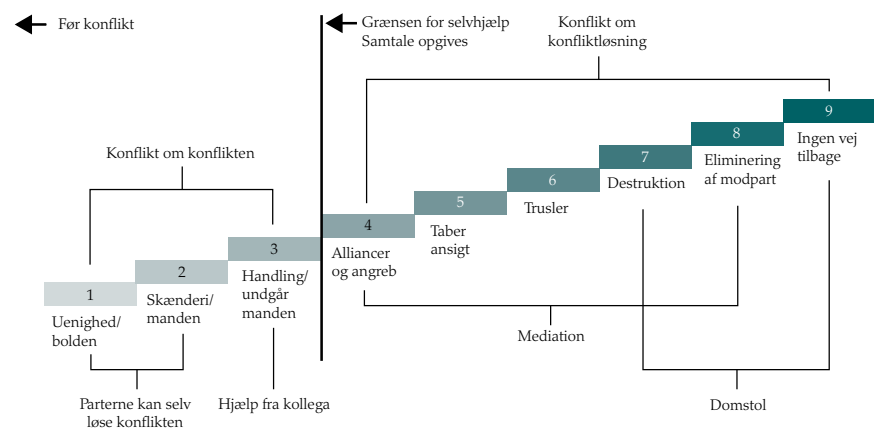 Før konflikt
Grænsen for selvhjælp
Samtale opgives
Konflikt om
konfliktløsning
Konflikt om konflikten
1
Uenighed/
bolden
2
Skænderi/
manden
3
Handling/
undgår
manden
4
Alliancer
og angreb
5
Taber
ansigt
6
Trusler
7
Destruktion
8
Eliminering
af modpart
9
Ingen vej
tilbage
Mediation
Parterne kan selv
løse konflikten
Hjælp fra kollega
Domstol